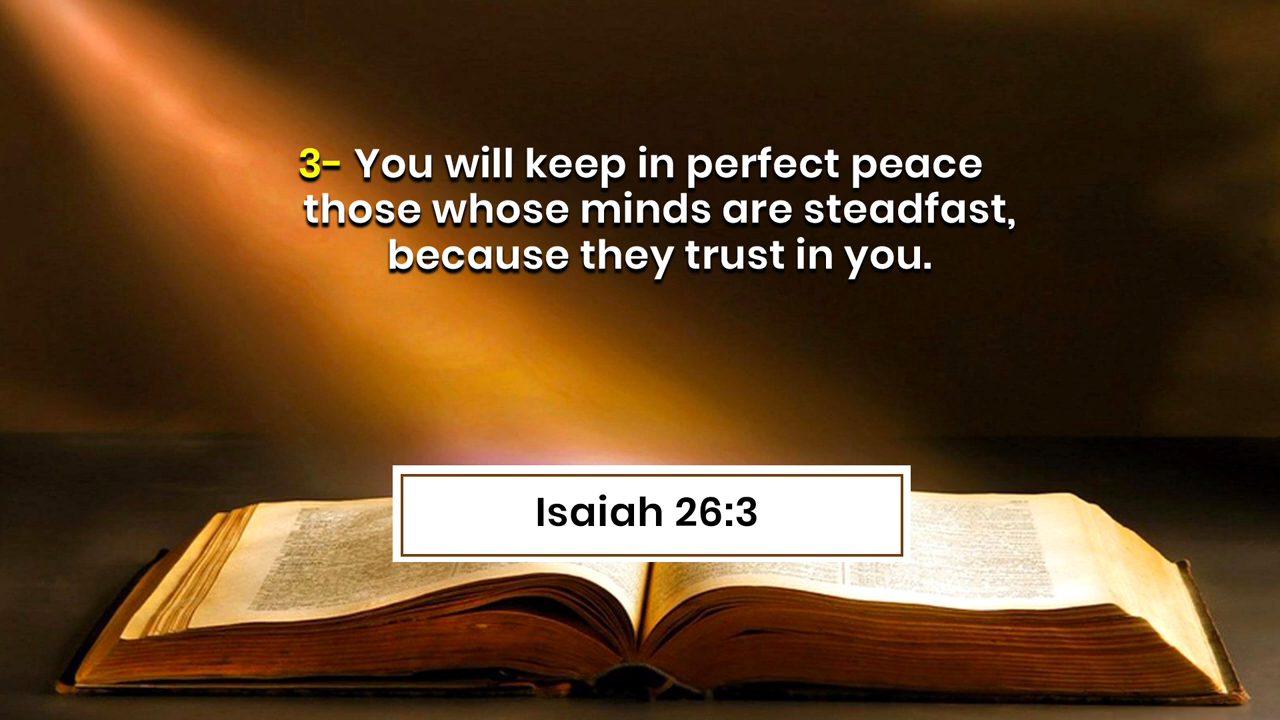 3- You will keep in perfect peace
those whose minds are steadfast,
because they trust in you.
Isaiah 26:3